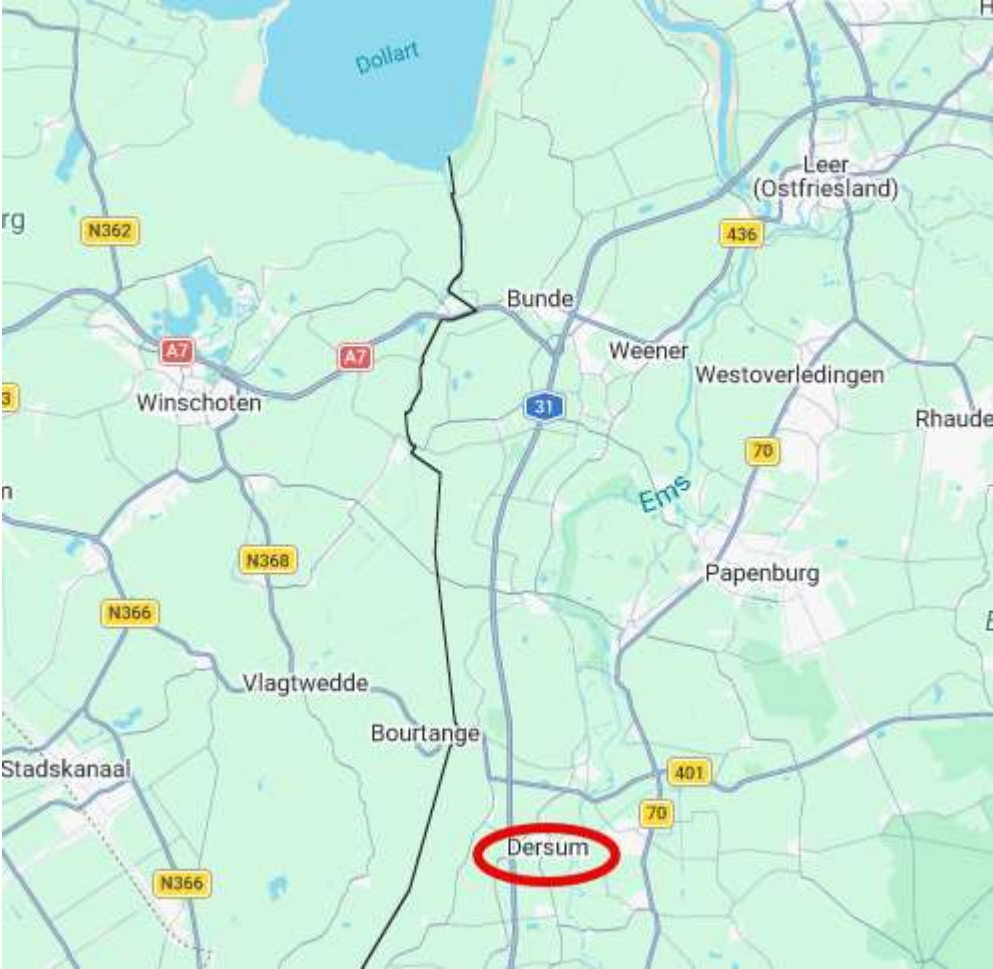 H
Dollart
Leer
(Ostfriesland)
rg
N362
436
Bunde
A7
A7
Weener
Westoverledingen
3
Winschoten
31
Rhaude
70
n
Ems
N368
Papenburg
N366
E
Vlagtwedde
Bourtange
Stadskanaal
401
70
Dersum
N366